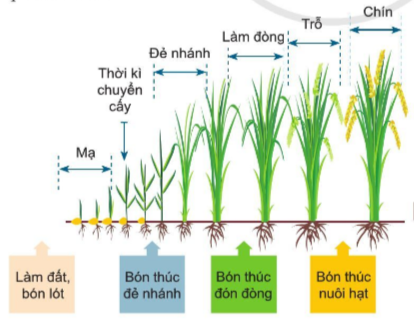 Chín
Trỗ
Làm đòng
Đẻ nhánh
Thời kì
chuyển
cấy
Mạ
Làm đất,
bón lót
Bón thúc
đẻ nhánh
Bón thúc
đón đòng
Bón thúc
nuôi hạt